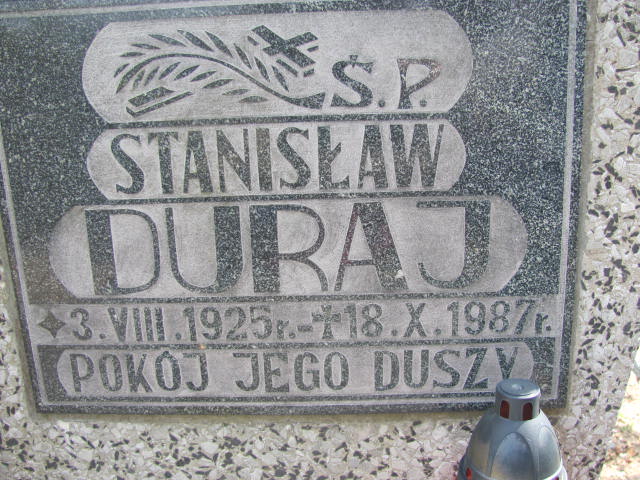 Ś.P.
STANISŁAW
DURAJ
✦3.VIII.1925r.-✝18.X.1987r.
POKÓJ JEGO DUSZY